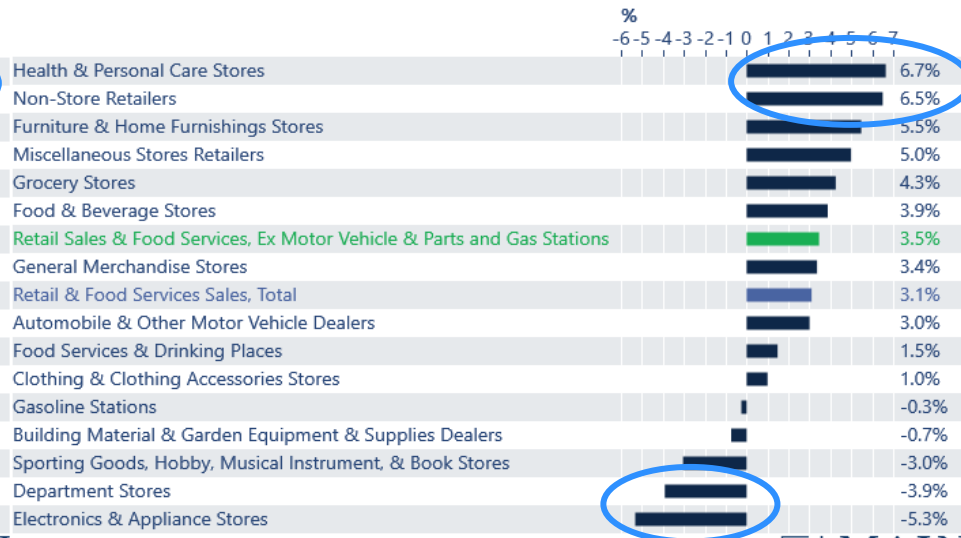 %
-6 -5 -4 -3 -2 -1 0 1 2 3 4 5 6 7
Health & Personal Care Stores 6.7%
Non-Store Retailers 6.5%
Furniture & Home Furnishings Stores 5.5%
Miscellaneous Stores Retailers 5.0%
Grocery Stores 4.3%
Food & Beverage Stores 3.9%
Retail Sales & Food Services, Ex Motor Vehicle & Parts and Gas Stations 3.5%
General Merchandise Stores 3.4%
Retail & Food Services Sales, Total 3.1%
Automobile & Other Motor Vehicle Dealers 3.0%
Food Services & Drinking Places 1.5%
Clothing & Clothing Accessories Stores 1.0%
Gasoline Stations -0.3%
Building Material & Garden Equipment & Supplies Dealers -0.7%
Sporting Goods, Hobby, Musical Instrument, & Book Stores -3.0%
Department Stores -3.9%
Electronics & Appliance Stores -5.3%